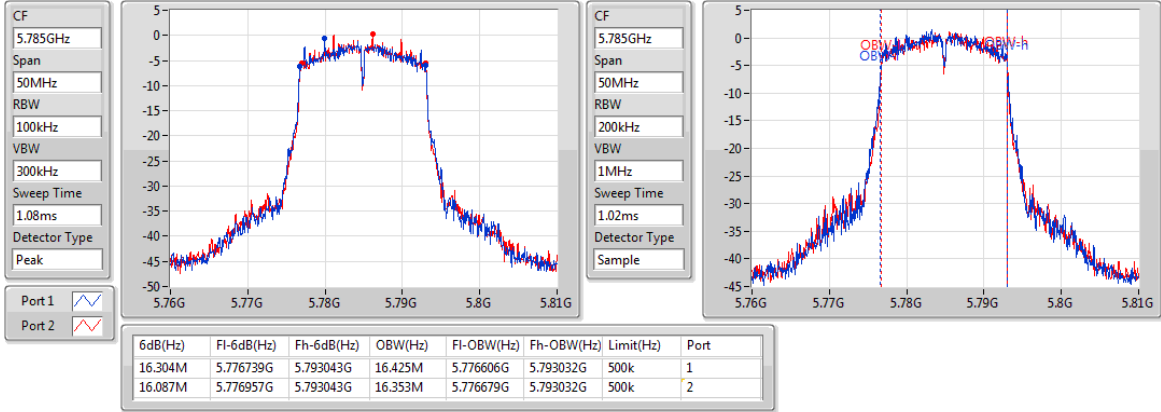 CF
5.785GHz
Span
50MHz
RBW
100kHz
VBW
300kHz
Sweep Time
1.08ms
Detector Type
Peak
Port 1
Port 2
5
0
-5
-10
-15
-20
-25
-30
-35
-40
-45
-50
5.76G 5.77G 5.78G 5.79G 5.8G 5.81G
CF
5.785GHz
Span
50MHz
RBW
200kHz
VBW
1MHz
Sweep Time
1.02ms
Detector Type
Sample
5
0
-5
-10
-15
-20
-25
-30
-35
-40
-45
OBW-h
5.76G 5.77G 5.78G 5.79G 5.8G 5.81G
6dB(Hz) Fl-6dB(Hz) Fh-6dB(Hz) OBW(Hz) Fl-OBW(Hz) Fh-OBW(Hz) Limit(Hz) Port
16.304M 5.776739G 5.793043G 16.425M 5.776606G 5.793032G 500k 1
16.087M 5.776957G 5.793043G 16.353M 5.776679G 5.793032G 500k 2